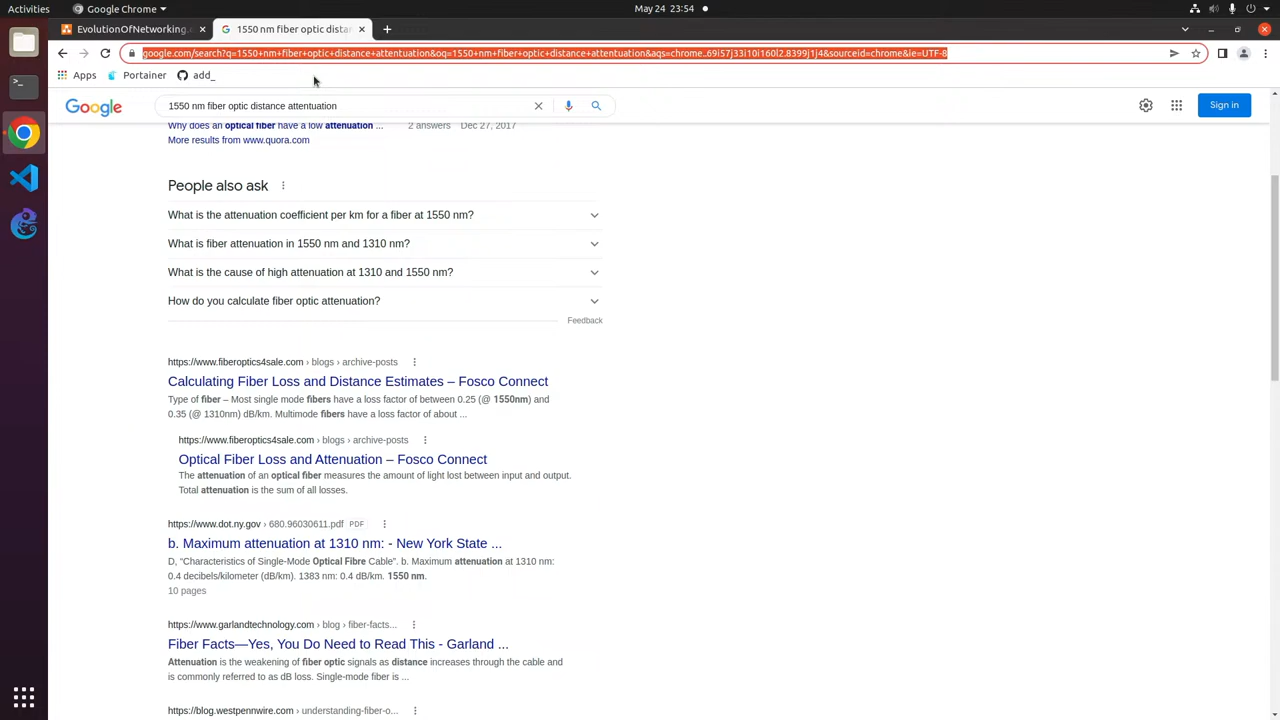 May 24 23:54
EvolutionOfNetworking.c
1550 nm fiber optic distan
google.com/search?q=1550+nm+fiber+optic+distance+attentuation&oq=1550+nm+fiber+optic+distance+attentuation&aqs=chrome..69i57j33i10i160l2.8399j1j4&sourceid=chrome&ie=UTF-8
Apps
Portainer
add_
Google
1550 nm fiber optic distance attentuation
Sign in
Why does an optical fiber have a low attenuation ...
2 answers
Dec 27, 2017
More results from www.quora.com
People also ask
What is the attenuation coefficient per km for a fiber at 1550 nm?
What is fiber attenuation in 1550 nm and 1310 nm?
What is the cause of high attenuation at 1310 and 1550 nm?
How do you calculate fiber optic attenuation?
Feedback
https://www.fiberoptics4sale.com › blogs › archive-posts
Calculating Fiber Loss and Distance Estimates – Fosco Connect
Type of fiber – Most single mode fibers have a loss factor of between 0.25 (@ 1550nm) and
0.35 (@ 1310nm) dB/km. Multimode fibers have a loss factor of about ...
https://www.fiberoptics4sale.com › blogs › archive-posts
Optical Fiber Loss and Attenuation – Fosco Connect
The attenuation of an optical fiber measures the amount of light lost between input and output.
Total attenuation is the sum of all losses.
https://www.dot.ny.gov › 680.96030611.pdf PDF
b. Maximum attenuation at 1310 nm: - New York State ...
D, “Characteristics of Single-Mode Optical Fibre Cable”. b. Maximum attenuation at 1310 nm:
0.4 decibels/kilometer (dB/km). 1383 nm: 0.4 dB/km. 1550 nm.
10 pages
https://www.garlandtechnology.com › blog › fiber-facts...
Fiber Facts—Yes, You Do Need to Read This - Garland ...
Attenuation is the weakening of fiber optic signals as distance increases through the cable and
is commonly referred to as dB loss. Single-mode fiber is ...
https://blog.westpennwire.com › understanding-fiber-o...